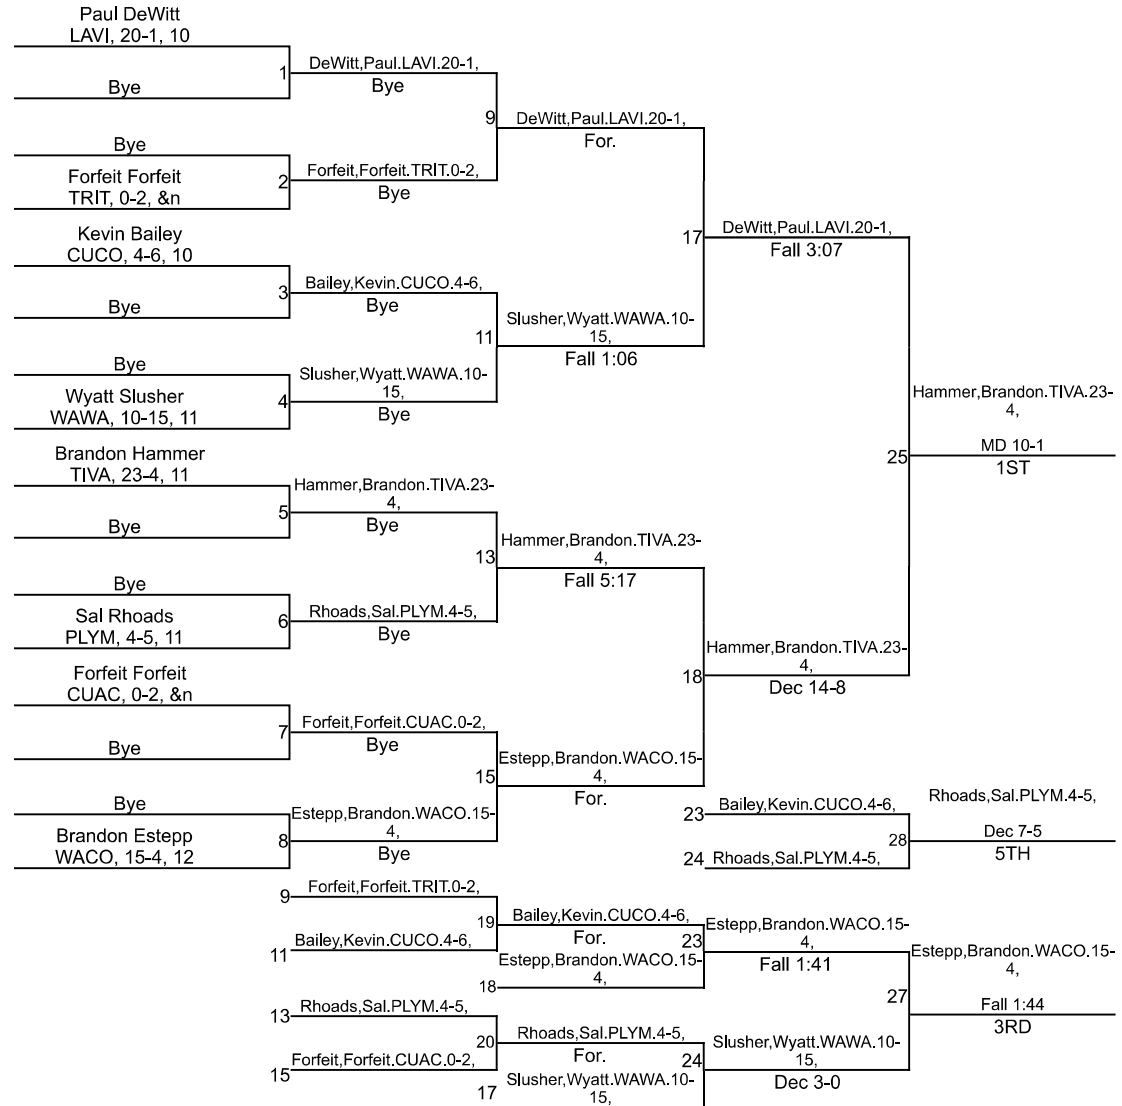 Paul DeWitt
LAVI, 20-1, 10
1
DeWitt,Paul.LAVI.20-1,
Bye
Bye
9
DeWitt,Paul.LAVI.20-1,
For.
Bye
Forfeit Forfeit
TRIT, 0-2, &n
2
Forfeit,Forfeit.TRIT.0-2,
Bye
17
DeWitt,Paul.LAVI.20-1,
Fall 3:07
Kevin Bailey
CUCO, 4-6, 10
3
Bailey,Kevin.CUCO.4-6,
Bye
Bye
11
Slusher,Wyatt.WAWA.10-
15,
Fall 1:06
Bye
Wyatt Slusher
WAWA, 10-15, 11
4
Slusher,Wyatt.WAWA.10-
15,
Bye
25
Hammer,Brandon.TIVA.23-
4,
MD 10-1
1ST
Brandon Hammer
TIVA, 23-4, 11
5
Hammer,Brandon.TIVA.23-
4,
Bye
Bye
13
Hammer,Brandon.TIVA.23-
4,
Fall 5:17
Bye
Sal Rhoads
PLYM, 4-5, 11
6
Rhoads,Sal.PLYM.4-5,
Bye
18
Hammer,Brandon.TIVA.23-
4,
Dec 14-8
Forfeit Forfeit
CUAC, 0-2, &n
7
Forfeit,Forfeit.CUAC.0-2,
Bye
Bye
15
Estepp,Brandon.WACO.15-
4,
For.
Bye
Brandon Estepp
WACO, 15-4, 12
8
Estepp,Brandon.WACO.15-
4,
Bye
23
Bailey,Kevin.CUCO.4-6,
24
Rhoads,Sal.PLYM.4-5,
28
Rhoads,Sal.PLYM.4-5,
Dec 7-5
5TH
9
Forfeit,Forfeit.TRIT.0-2,
11
Bailey,Kevin.CUCO.4-6,
19
Bailey,Kevin.CUCO.4-6,
For.
18
Estepp,Brandon.WACO.15-
4,
23
Estepp,Brandon.WACO.15-
4,
Fall 1:41
27
Estepp,Brandon.WACO.15-
4,
Fall 1:44
3RD
13
Rhoads,Sal.PLYM.4-5,
15
Forfeit,Forfeit.CUAC.0-2,
20
Rhoads,Sal.PLYM.4-5,
For.
17
Slusher,Wyatt.WAWA.10-
15,
24
Slusher,Wyatt.WAWA.10-
15,
Dec 3-0